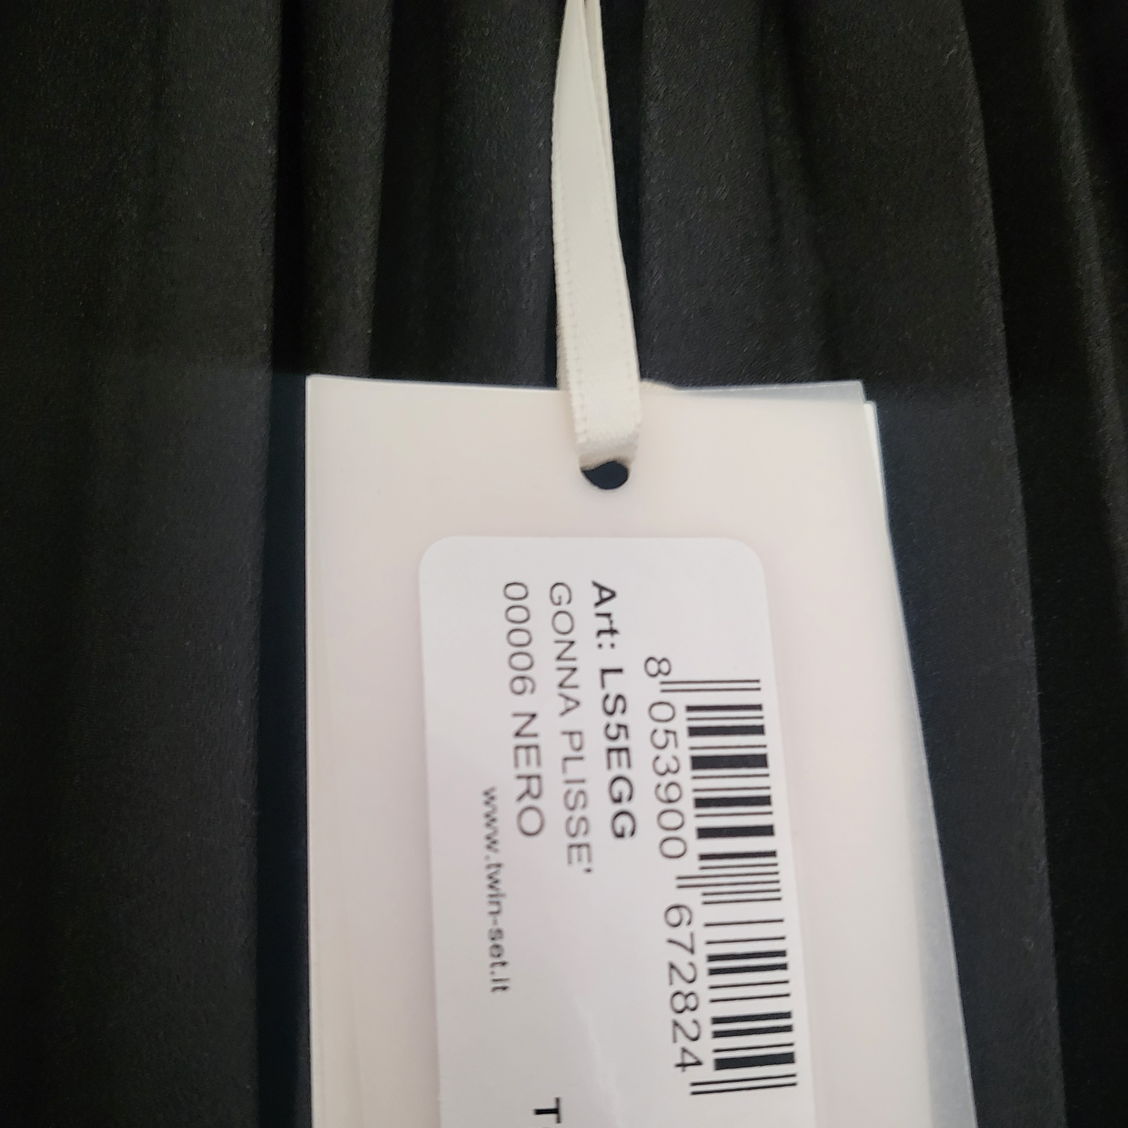 8 053900 672824
Art: LS5EGG
GONNA PLISSE'
00006 NERO
www.twin-set.it